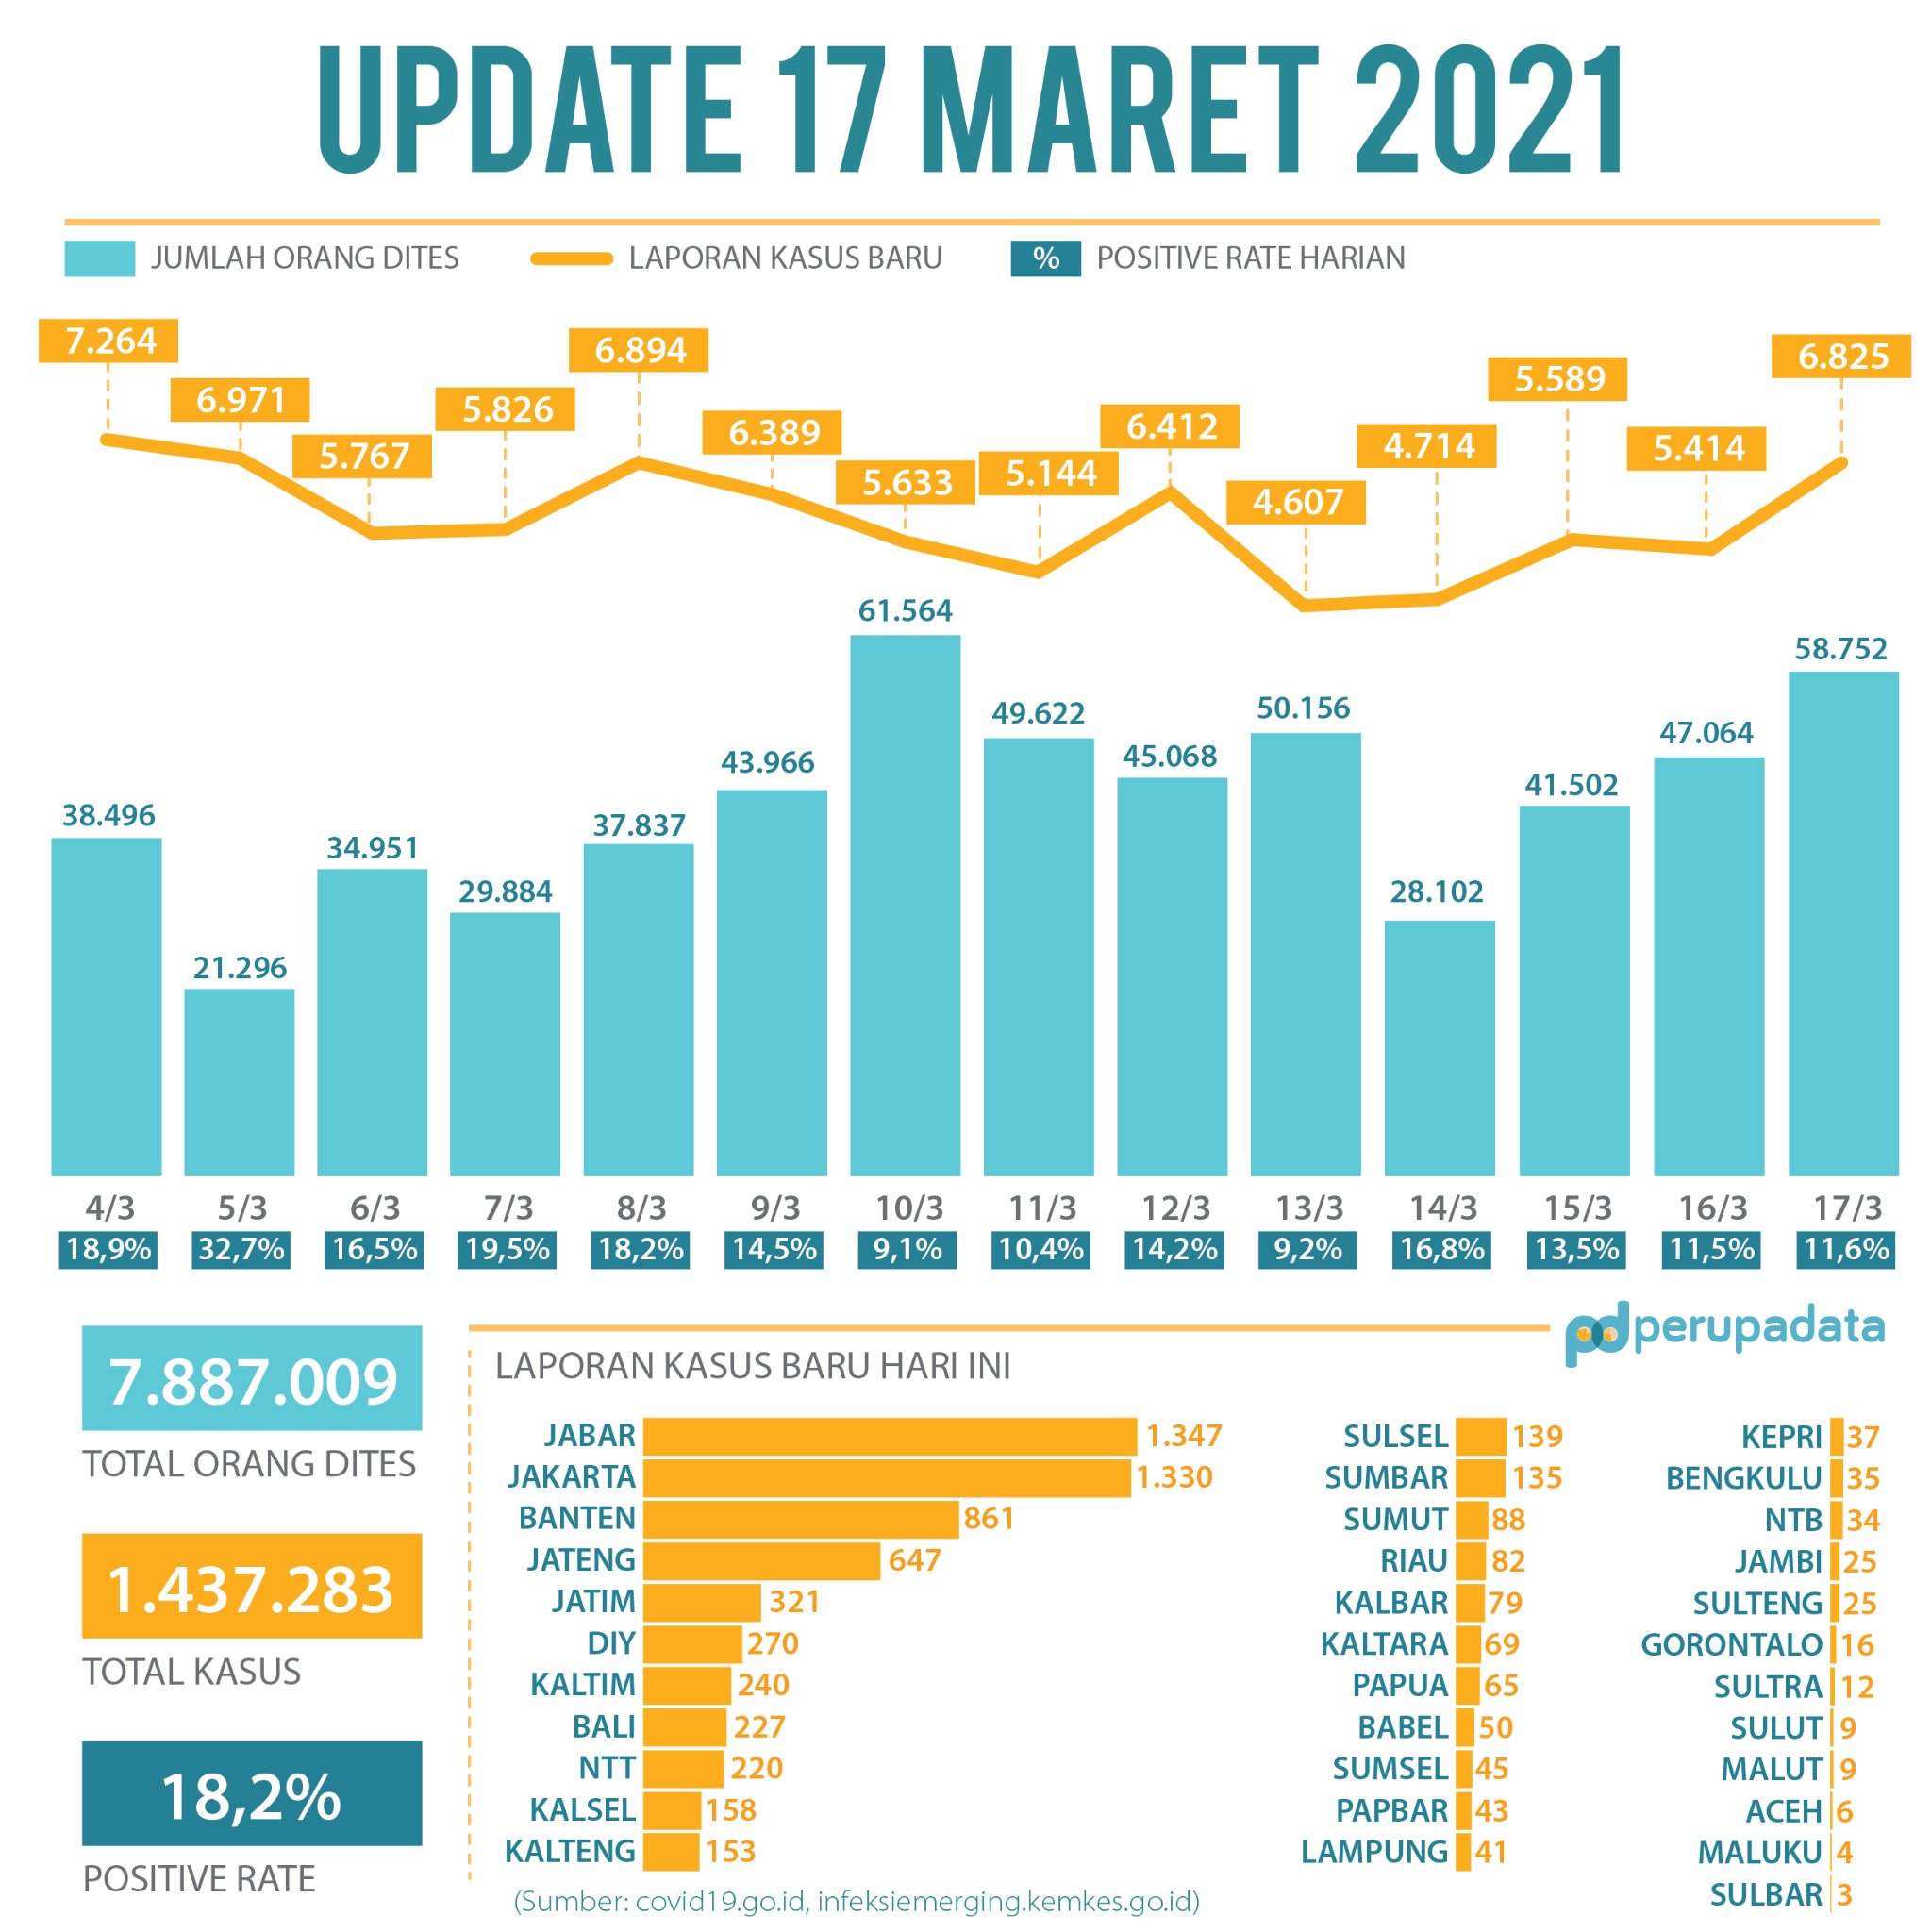 UPDATE 17 MARET 2021
JUMLAH ORANG DITES
LAPORAN KASUS BARU
% POSITIVE RATE HARIAN
7.264
6.971
5.767
5.826
6.894
6.389
5.633
5.144
6.412
4.607
4.714
5.589
5.414
6.825
38.496
21.296
34.951
29.884
37.837
43.966
61.564
49.622
45.068
50.156
28.102
41.502
47.064
58.752
4/3 5/3 6/3 7/3 8/3 9/3 10/3 11/3 12/3 13/3 14/3 15/3 16/3 17/3
18,9% 32,7% 16,5% 19,5% 18,2% 14,5% 9,1% 10,4% 14,2% 9,2% 16,8% 13,5% 11,5% 11,6%
7.887.009
TOTAL ORANG DITES
1.437.283
TOTAL KASUS
18,2%
POSITIVE RATE
pd perupadata
LAPORAN KASUS BARU HARI INI
JABAR 1.347
JAKARTA 1.330
BANTEN 861
JATENG 647
JATIM 321
DIY 270
KALTIM 240
BALI 227
NTT 220
KALSEL 158
KALTENG 153
SULSEL 139
SUMBAR 135
SUMUT 88
RIAU 82
KALBAR 79
KALTARA 69
PAPUA 65
BABEL 50
SUMSEL 45
PAPBAR 43
LAMPUNG 41
KEPRI 37
BENGKULU 35
NTB 34
JAMBI 25
SULTENG 25
GORONTALO 16
SULTRA 12
SULUT 9
MALUT 9
ACEH 6
MALUKU 4
SULBAR 3
(Sumber: covid19.go.id, infeksiemerging.kemkes.go.id)